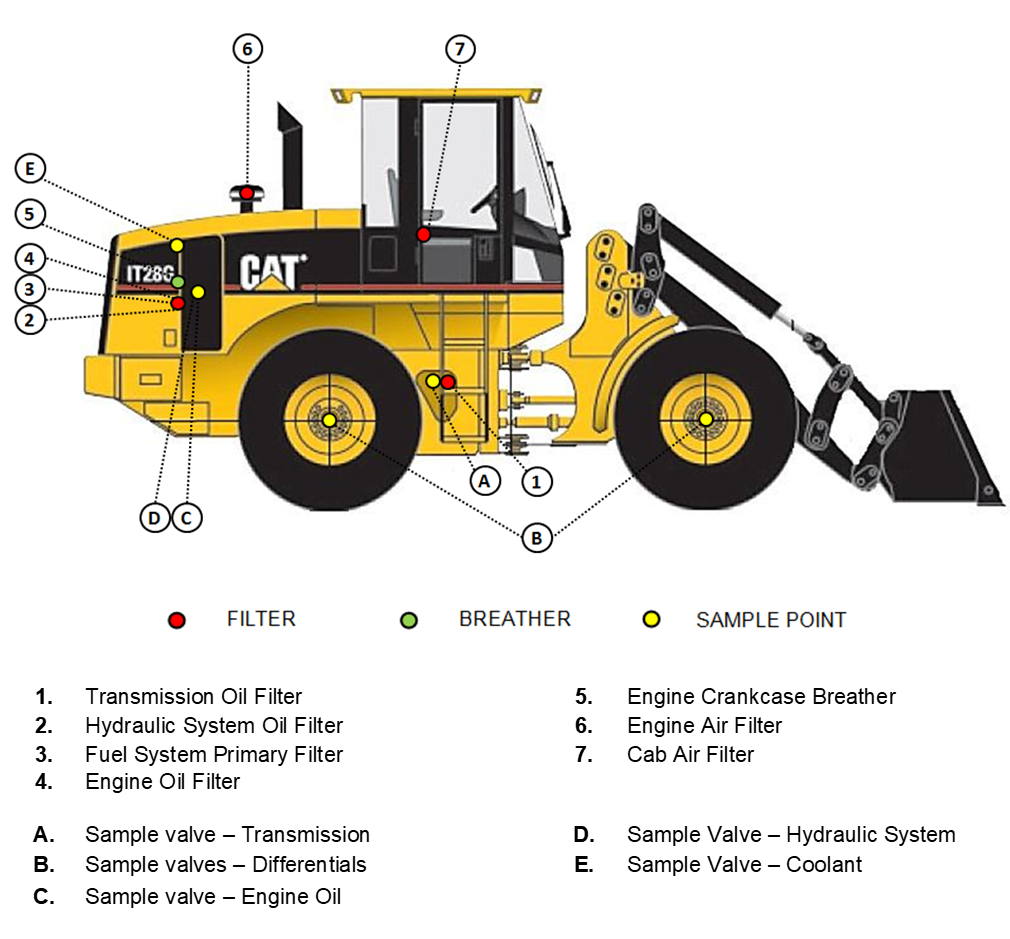 6
7
E
5
4
3
2
IT28G
CAT
A
1
D
C
B
FILTER
BREATHER
SAMPLE POINT
1. Transmission Oil Filter
2. Hydraulic System Oil Filter
3. Fuel System Primary Filter
4. Engine Oil Filter
5. Engine Crankcase Breather
6. Engine Air Filter
7. Cab Air Filter
A. Sample valve – Transmission
B. Sample valves – Differentials
C. Sample valve – Engine Oil
D. Sample Valve – Hydraulic System
E. Sample Valve – Coolant